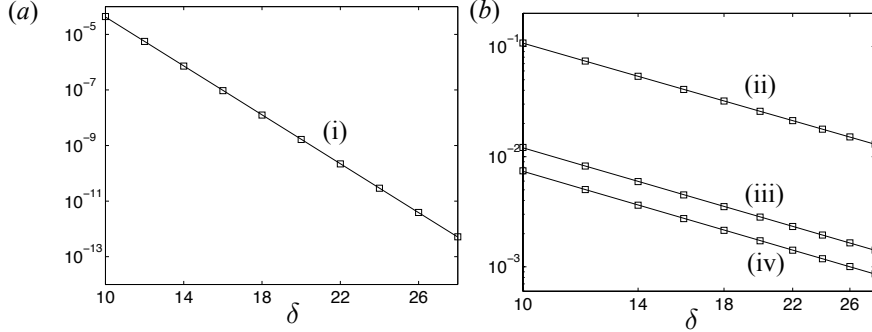 (a)
10⁻⁵
10⁻⁷
10⁻⁹
10⁻¹¹
10⁻¹³
(i)
10 14 18 22 26
δ
(b)
10⁻¹
10⁻²
10⁻³
(ii)
(iii)
(iv)
10 14 18 22 26
δ